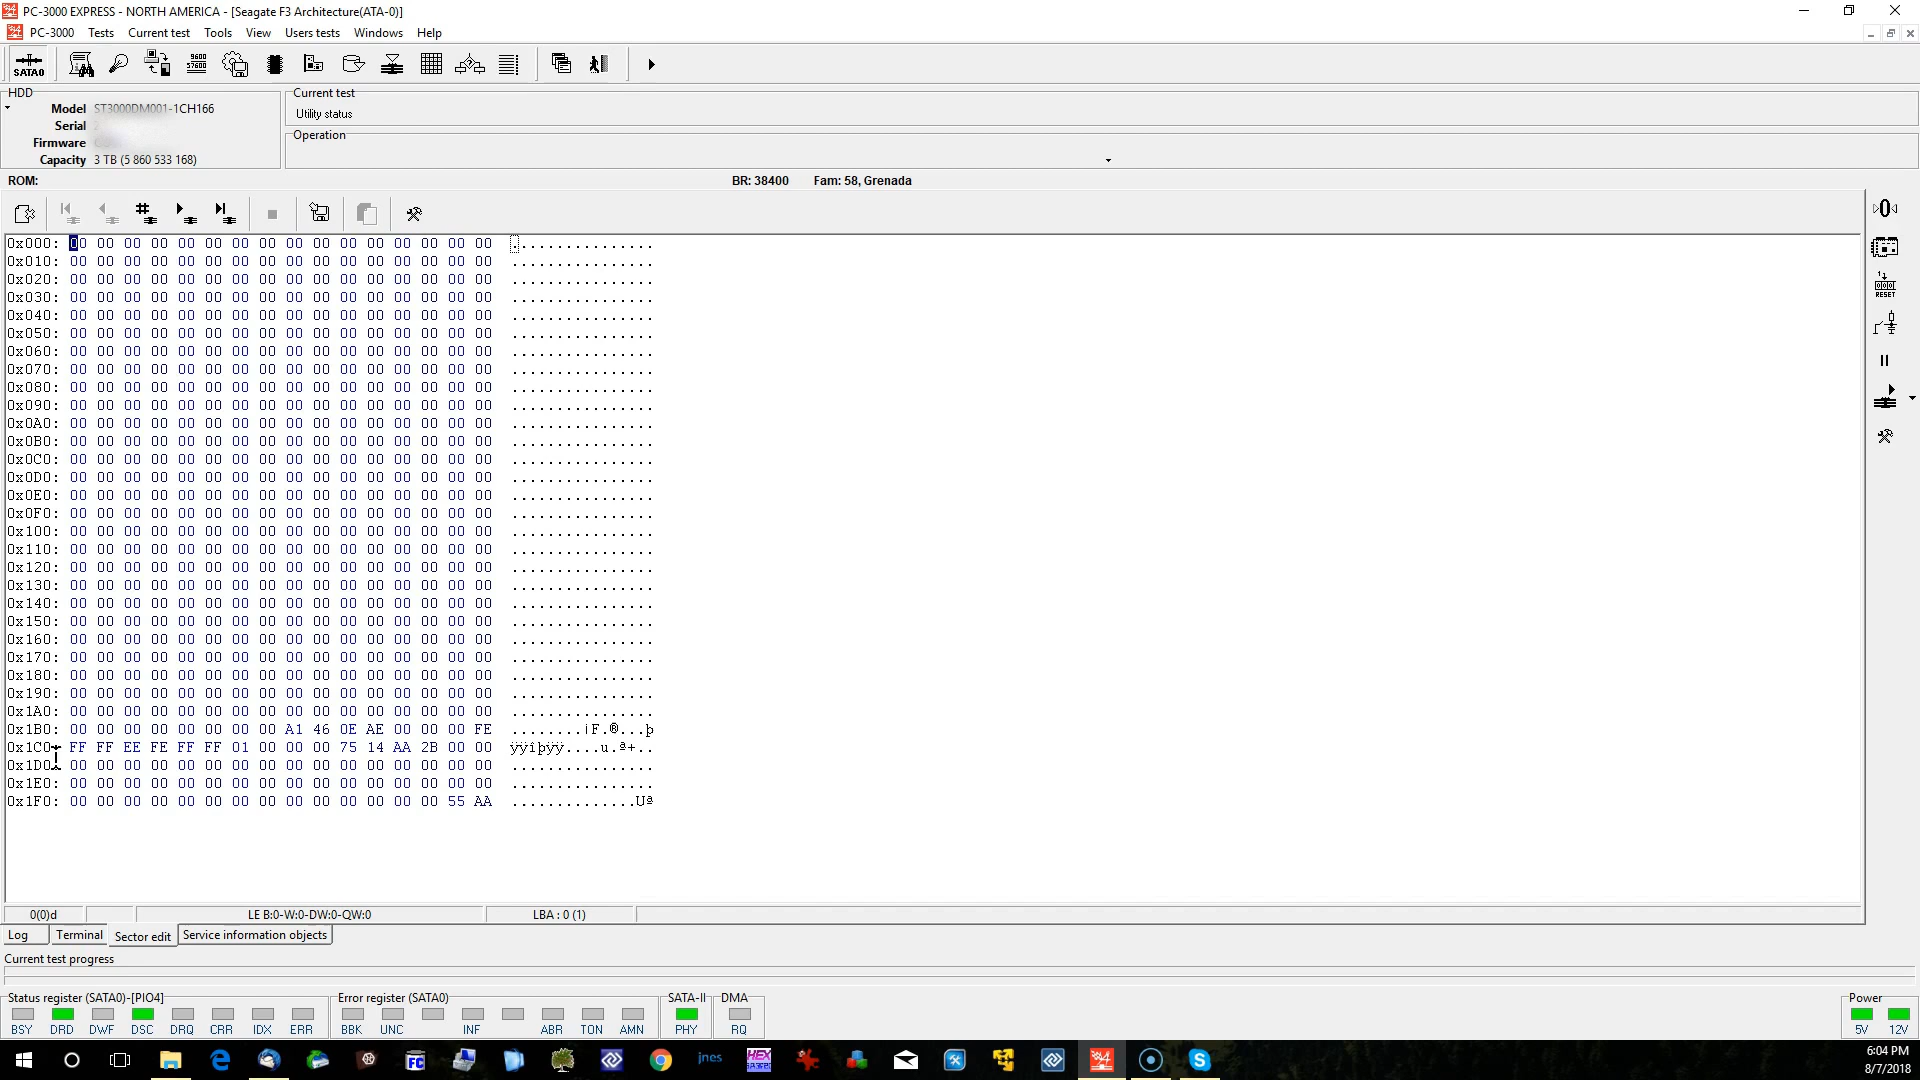 PC-3000 EXPRESS - NORTH AMERICA - [Seagate F3 Architecture(ATA-0)]
PC-3000 Tests Current test Tools View Users tests Windows Help
SATA0
9600
57600
HDD
Model ST3000DM001-1CH166
Serial
Firmware
Capacity 3 TB (5 860 533 168)
Current test
Utility status
Operation
ROM: BR: 38400 Fam: 58, Grenada
0x000: 00 00 00 00 00 00 00 00 00 00 00 00 00 00 00 00 ................
0x010: 00 00 00 00 00 00 00 00 00 00 00 00 00 00 00 00 ................
0x020: 00 00 00 00 00 00 00 00 00 00 00 00 00 00 00 00 ................
0x030: 00 00 00 00 00 00 00 00 00 00 00 00 00 00 00 00 ................
0x040: 00 00 00 00 00 00 00 00 00 00 00 00 00 00 00 00 ................
0x050: 00 00 00 00 00 00 00 00 00 00 00 00 00 00 00 00 ................
0x060: 00 00 00 00 00 00 00 00 00 00 00 00 00 00 00 00 ................
0x070: 00 00 00 00 00 00 00 00 00 00 00 00 00 00 00 00 ................
0x080: 00 00 00 00 00 00 00 00 00 00 00 00 00 00 00 00 ................
0x090: 00 00 00 00 00 00 00 00 00 00 00 00 00 00 00 00 ................
0x0A0: 00 00 00 00 00 00 00 00 00 00 00 00 00 00 00 00 ................
0x0B0: 00 00 00 00 00 00 00 00 00 00 00 00 00 00 00 00 ................
0x0C0: 00 00 00 00 00 00 00 00 00 00 00 00 00 00 00 00 ................
0x0D0: 00 00 00 00 00 00 00 00 00 00 00 00 00 00 00 00 ................
0x0E0: 00 00 00 00 00 00 00 00 00 00 00 00 00 00 00 00 ................
0x0F0: 00 00 00 00 00 00 00 00 00 00 00 00 00 00 00 00 ................
0x100: 00 00 00 00 00 00 00 00 00 00 00 00 00 00 00 00 ................
0x110: 00 00 00 00 00 00 00 00 00 00 00 00 00 00 00 00 ................
0x120: 00 00 00 00 00 00 00 00 00 00 00 00 00 00 00 00 ................
0x130: 00 00 00 00 00 00 00 00 00 00 00 00 00 00 00 00 ................
0x140: 00 00 00 00 00 00 00 00 00 00 00 00 00 00 00 00 ................
0x150: 00 00 00 00 00 00 00 00 00 00 00 00 00 00 00 00 ................
0x160: 00 00 00 00 00 00 00 00 00 00 00 00 00 00 00 00 ................
0x170: 00 00 00 00 00 00 00 00 00 00 00 00 00 00 00 00 ................
0x180: 00 00 00 00 00 00 00 00 00 00 00 00 00 00 00 00 ................
0x190: 00 00 00 00 00 00 00 00 00 00 00 00 00 00 00 00 ................
0x1A0: 00 00 00 00 00 00 00 00 00 00 00 00 00 00 00 00 ................
0x1B0: 00 00 00 00 00 00 00 00 A1 46 0E AE 00 00 00 FE ........¡F.®...þ
0x1C0: FF FF EE FE FF FF 01 00 00 00 75 14 AA 2B 00 00 ÿÿîþÿÿ....u.ª+..
0x1D0: 00 00 00 00 00 00 00 00 00 00 00 00 00 00 00 00 ................
0x1E0: 00 00 00 00 00 00 00 00 00 00 00 00 00 00 00 00 ................
0x1F0: 00 00 00 00 00 00 00 00 00 00 00 00 00 00 55 AA ..............Uª
RESET
0(0)d LE B:0-W:0-DW:0-QW:0 LBA : 0 (1)
Log Terminal Sector edit Service information objects
Current test progress
Status register (SATA0)-[PIO4] Error register (SATA0) SATA-II DMA Power
BSY DRD DWF DSC DRQ CRR IDX ERR BBK UNC INF ABR TON AMN PHY RQ 5V 12V
FC jnes HEX
6:04 PM
8/7/2018